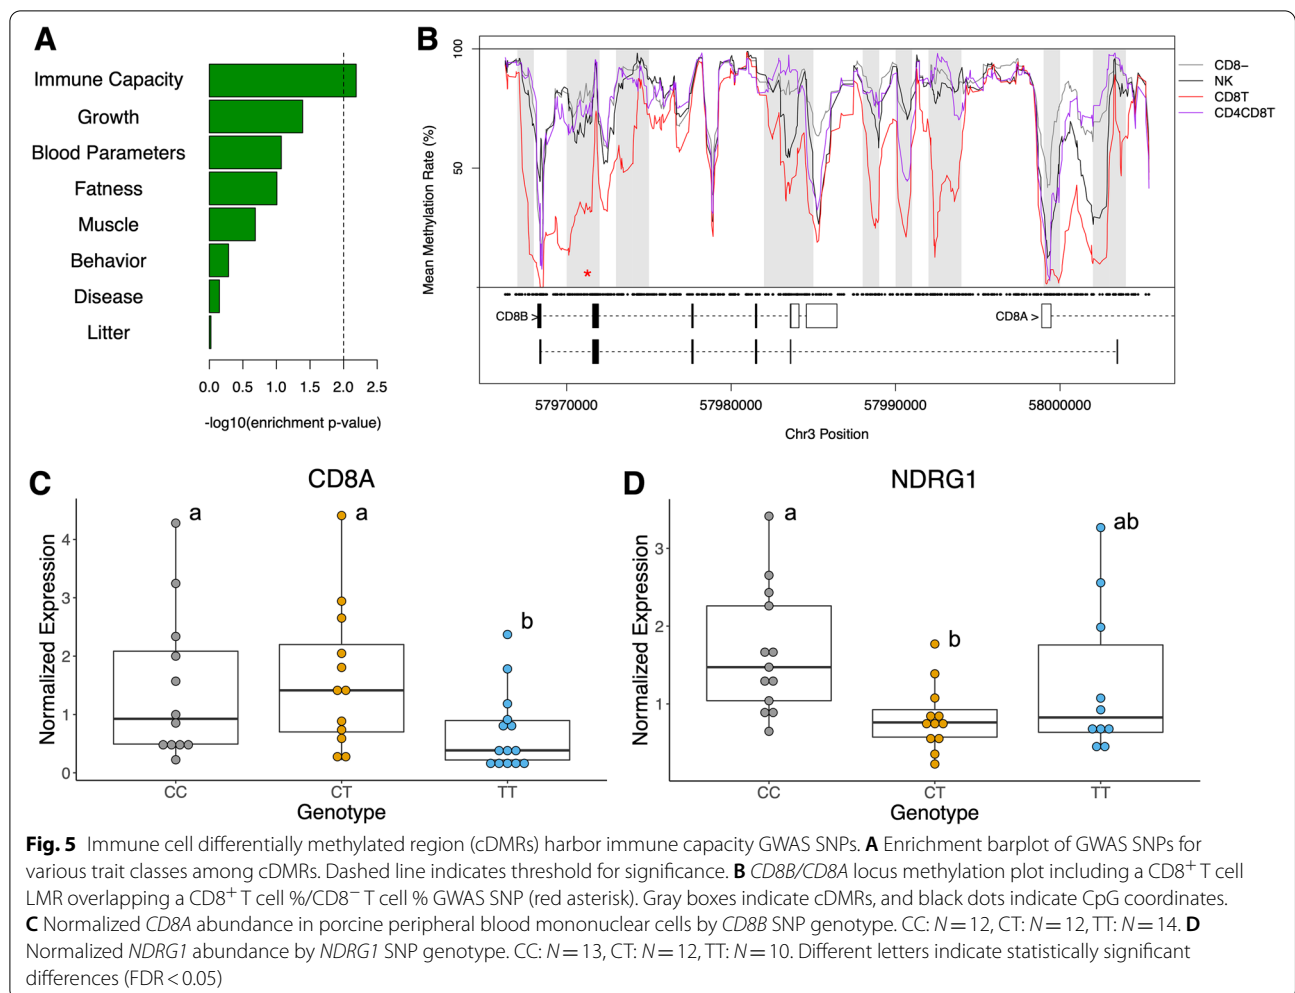 A
Immune Capacity
Growth
Blood Parameters
Fatness
Muscle
Behavior
Disease
Litter
0.0 0.5 1.0 1.5 2.0 2.5
-log10(enrichment p-value)
B
100
50
Mean Methylation Rate (%)
CD8−
NK
CD8T
CD4CD8T
*
CD8B >
CD8A >
57970000 57980000 57990000 58000000
Chr3 Position
C
CD8A
Normalized Expression
4
3
2
1
0
a a b
CC CT TT
Genotype
D
NDRG1
Normalized Expression
3
2
1
a b ab
CC CT TT
Genotype
Fig. 5 Immune cell differentially methylated region (cDMRs) harbor immune capacity GWAS SNPs. A Enrichment barplot of GWAS SNPs for
various trait classes among cDMRs. Dashed line indicates threshold for significance. B CD8B/CD8A locus methylation plot including a CD8+ T cell
LMR overlapping a CD8+ T cell %/CD8− T cell % GWAS SNP (red asterisk). Gray boxes indicate cDMRs, and black dots indicate CpG coordinates.
C Normalized CD8A abundance in porcine peripheral blood mononuclear cells by CD8B SNP genotype. CC: N = 12, CT: N = 12, TT: N = 14. D
Normalized NDRG1 abundance by NDRG1 SNP genotype. CC: N = 13, CT: N = 12, TT: N = 10. Different letters indicate statistically significant
differences (FDR < 0.05)